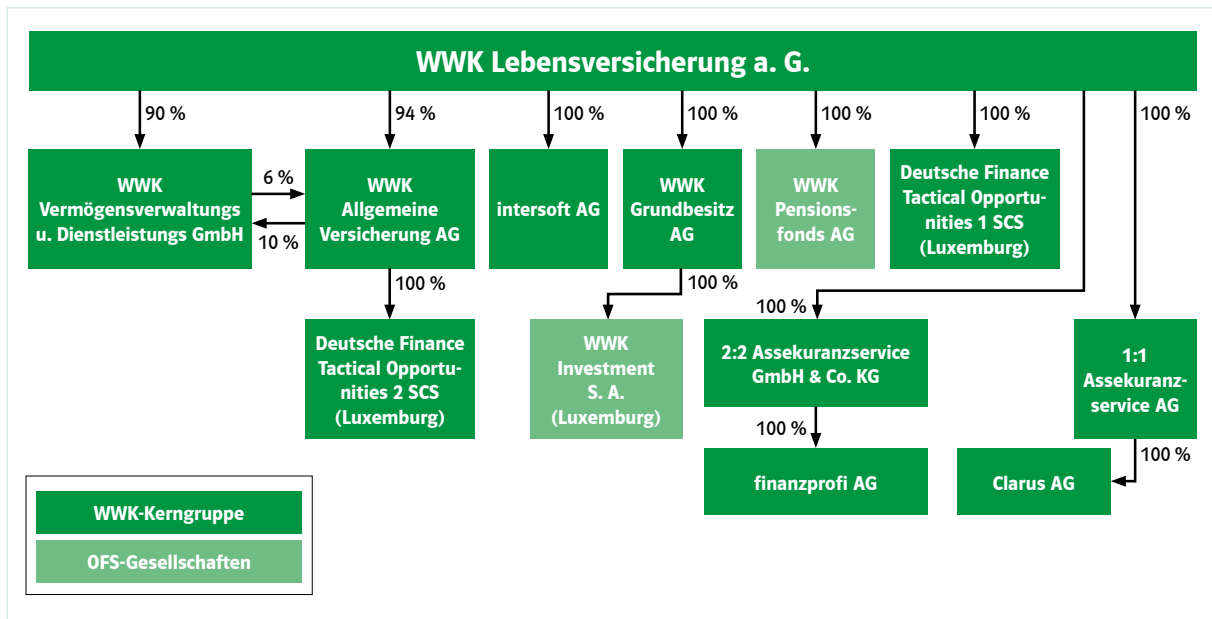 WWK Lebensversicherung a. G.
90 %
94 %
100 %
100 %
100 %
100 %
100 %
WWK
Vermögensverwaltungs
u. Dienstleistungs GmbH
6 %
10 %
WWK
Allgemeine
Versicherung AG
intersoft AG
WWK
Grundbesitz
AG
WWK
Pensions-
fonds AG
Deutsche Finance
Tactical Opportu-
nities 1 SCS
(Luxemburg)
100 %
100 %
100 %
Deutsche Finance
Tactical Opportu-
nities 2 SCS
(Luxemburg)
WWK
Investment
S. A.
(Luxemburg)
2:2 Assekuranzservice
GmbH & Co. KG
1:1
Assekuranz-
service AG
100 %
100 %
finanzprofi AG
Clarus AG
WWK-Kerngruppe
OFS-Gesellschaften